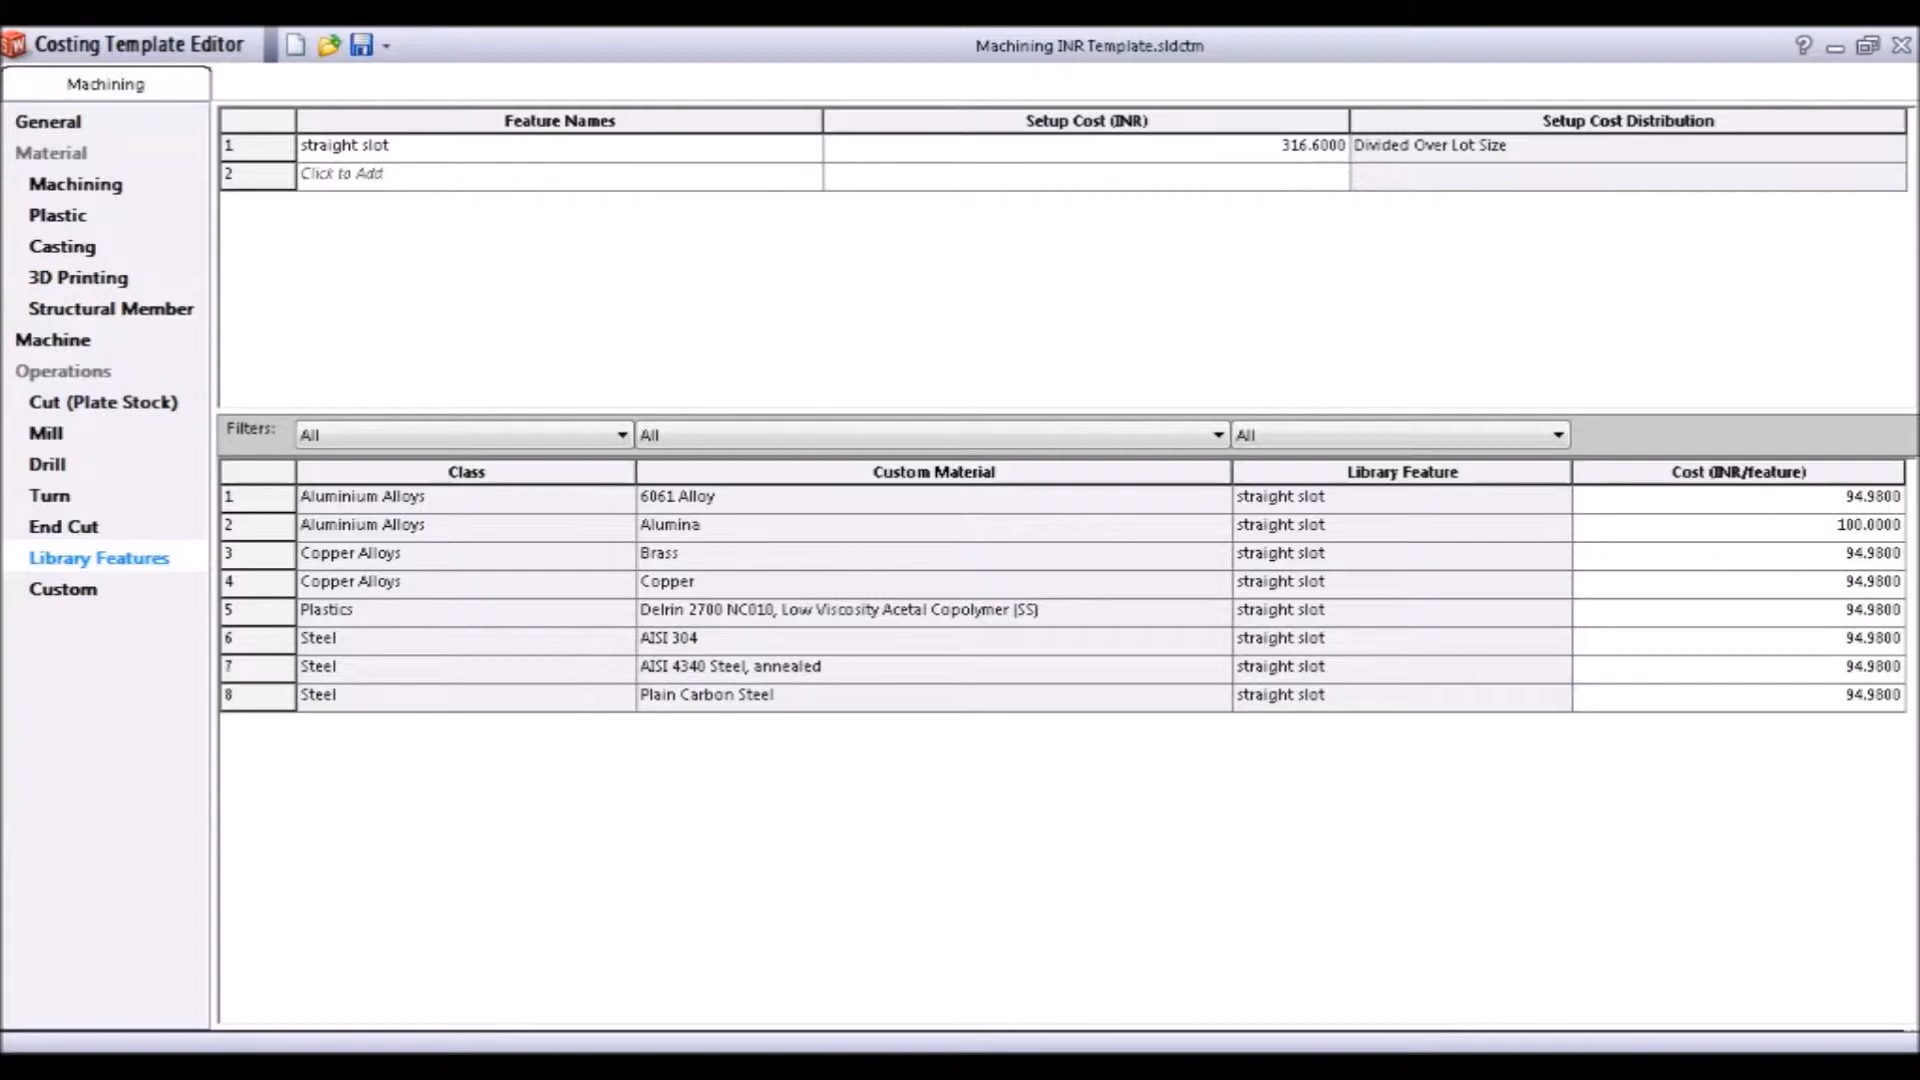 Costing Template Editor
Machining INR Template.sldctm
Machining
General
Material
Machining
Plastic
Casting
3D Printing
Structural Member
Machine
Operations
Cut (Plate Stock)
Mill
Drill
Turn
End Cut
Library Features
Custom
Feature Names Setup Cost (INR) Setup Cost Distribution
1 straight slot 316.6000 Divided Over Lot Size
2 Click to Add
Filters: All All All
Class Custom Material Library Feature Cost (INR/feature)
1 Aluminium Alloys 6061 Alloy straight slot 94.9800
2 Aluminium Alloys Alumina straight slot 100.0000
3 Copper Alloys Brass straight slot 94.9800
4 Copper Alloys Copper straight slot 94.9800
5 Plastics Delrin 2700 NC010, Low Viscosity Acetal Copolymer (SS) straight slot 94.9800
6 Steel AISI 304 straight slot 94.9800
7 Steel AISI 4340 Steel, annealed straight slot 94.9800
8 Steel Plain Carbon Steel straight slot 94.9800